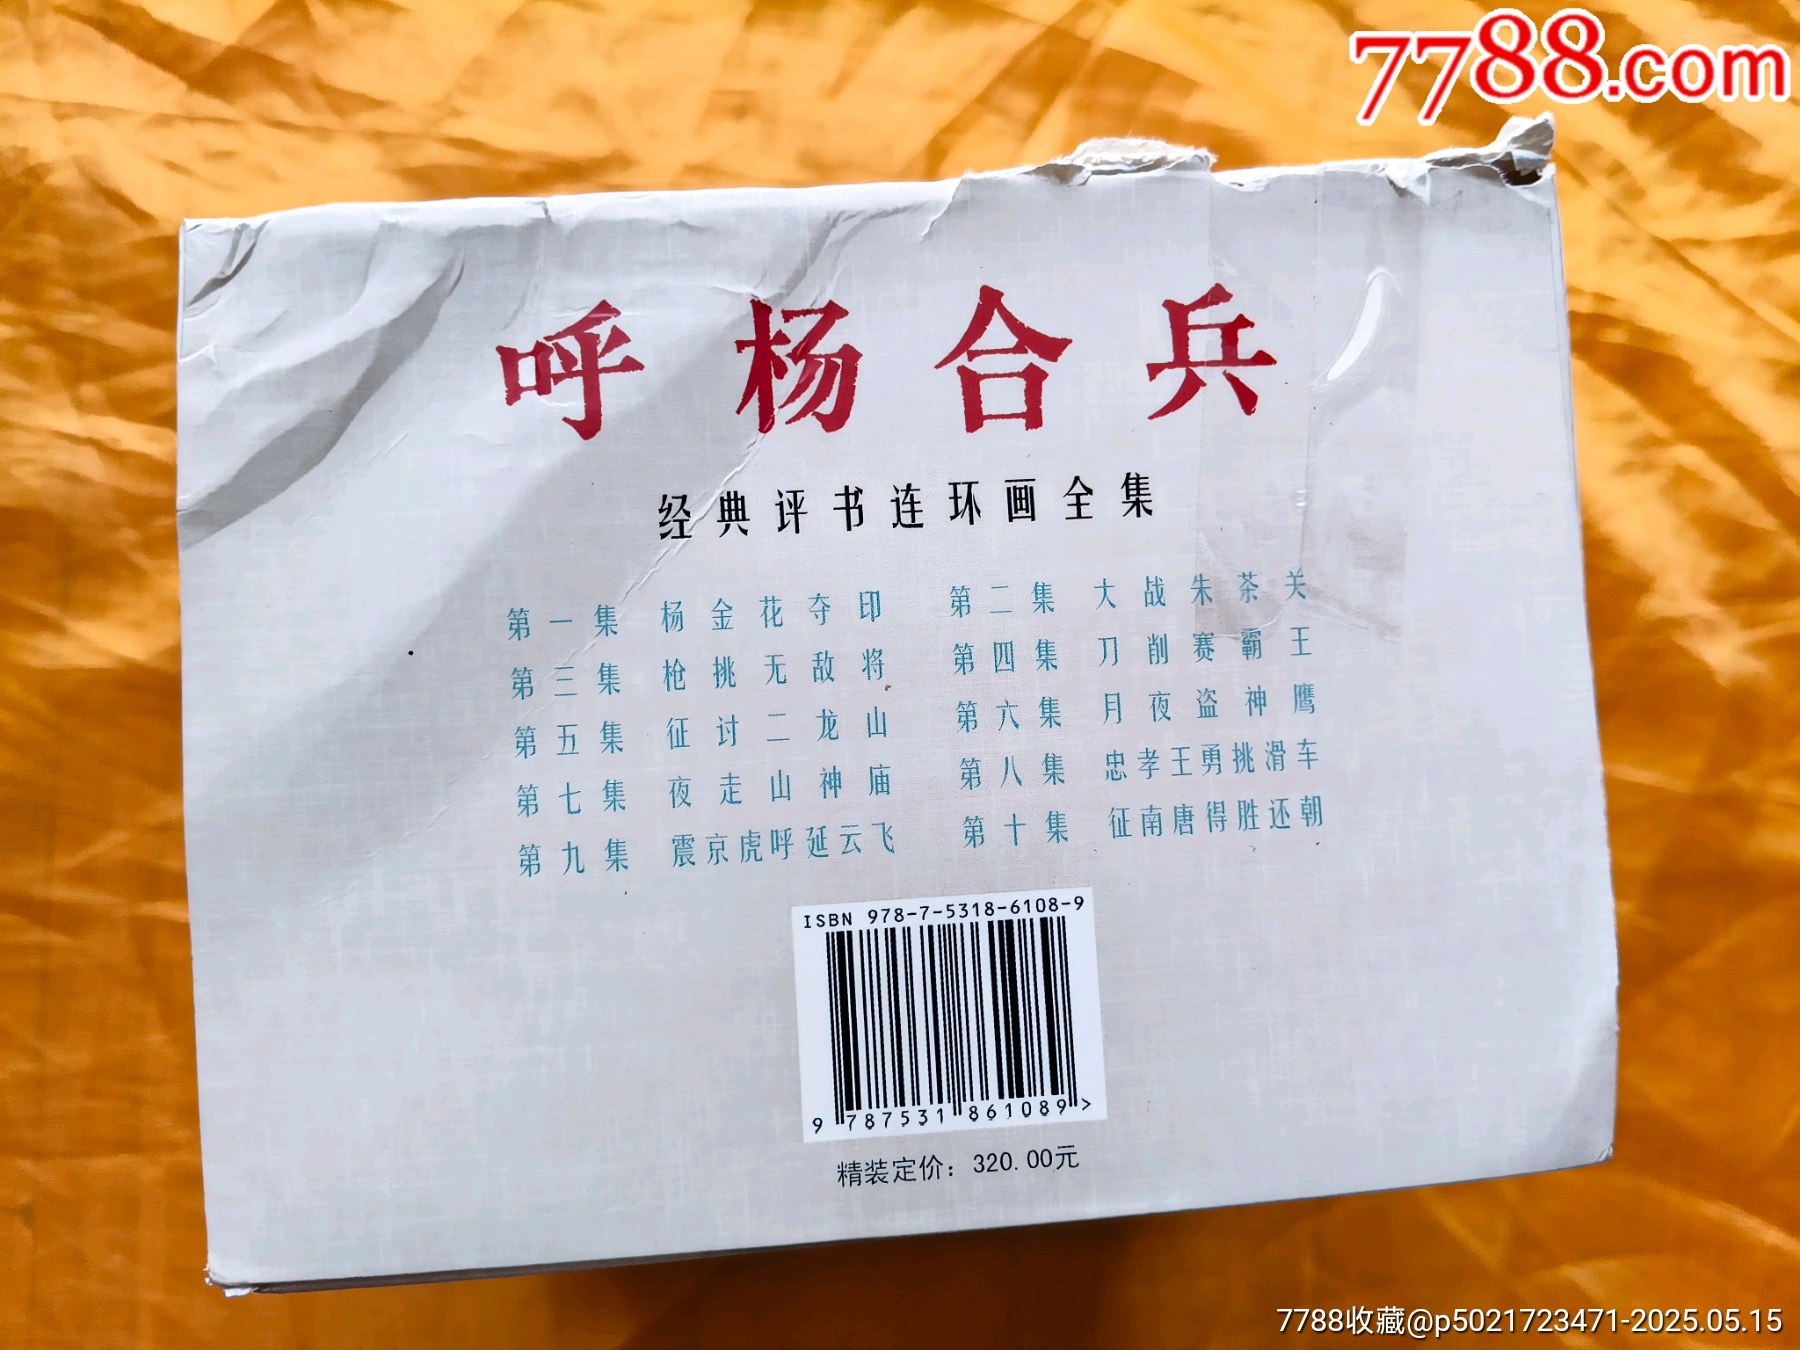 7788.com
呼杨合兵
经典评书连环画全集
第一集 杨金花夺印 第二集 大战朱茶关
第三集 枪挑无敌将 第四集 刀削赛霸王
第五集 征讨二龙山 第六集 月夜盗神鹰
第七集 夜走山神庙 第八集 忠孝王勇挑滑车
第九集 震京虎呼延云飞 第十集 征南唐得胜还朝
ISBN 978-7-5318-6108-9
9 787531 861089 >
精装定价：320.00元
7788收藏@p5021723471-2025.05.15